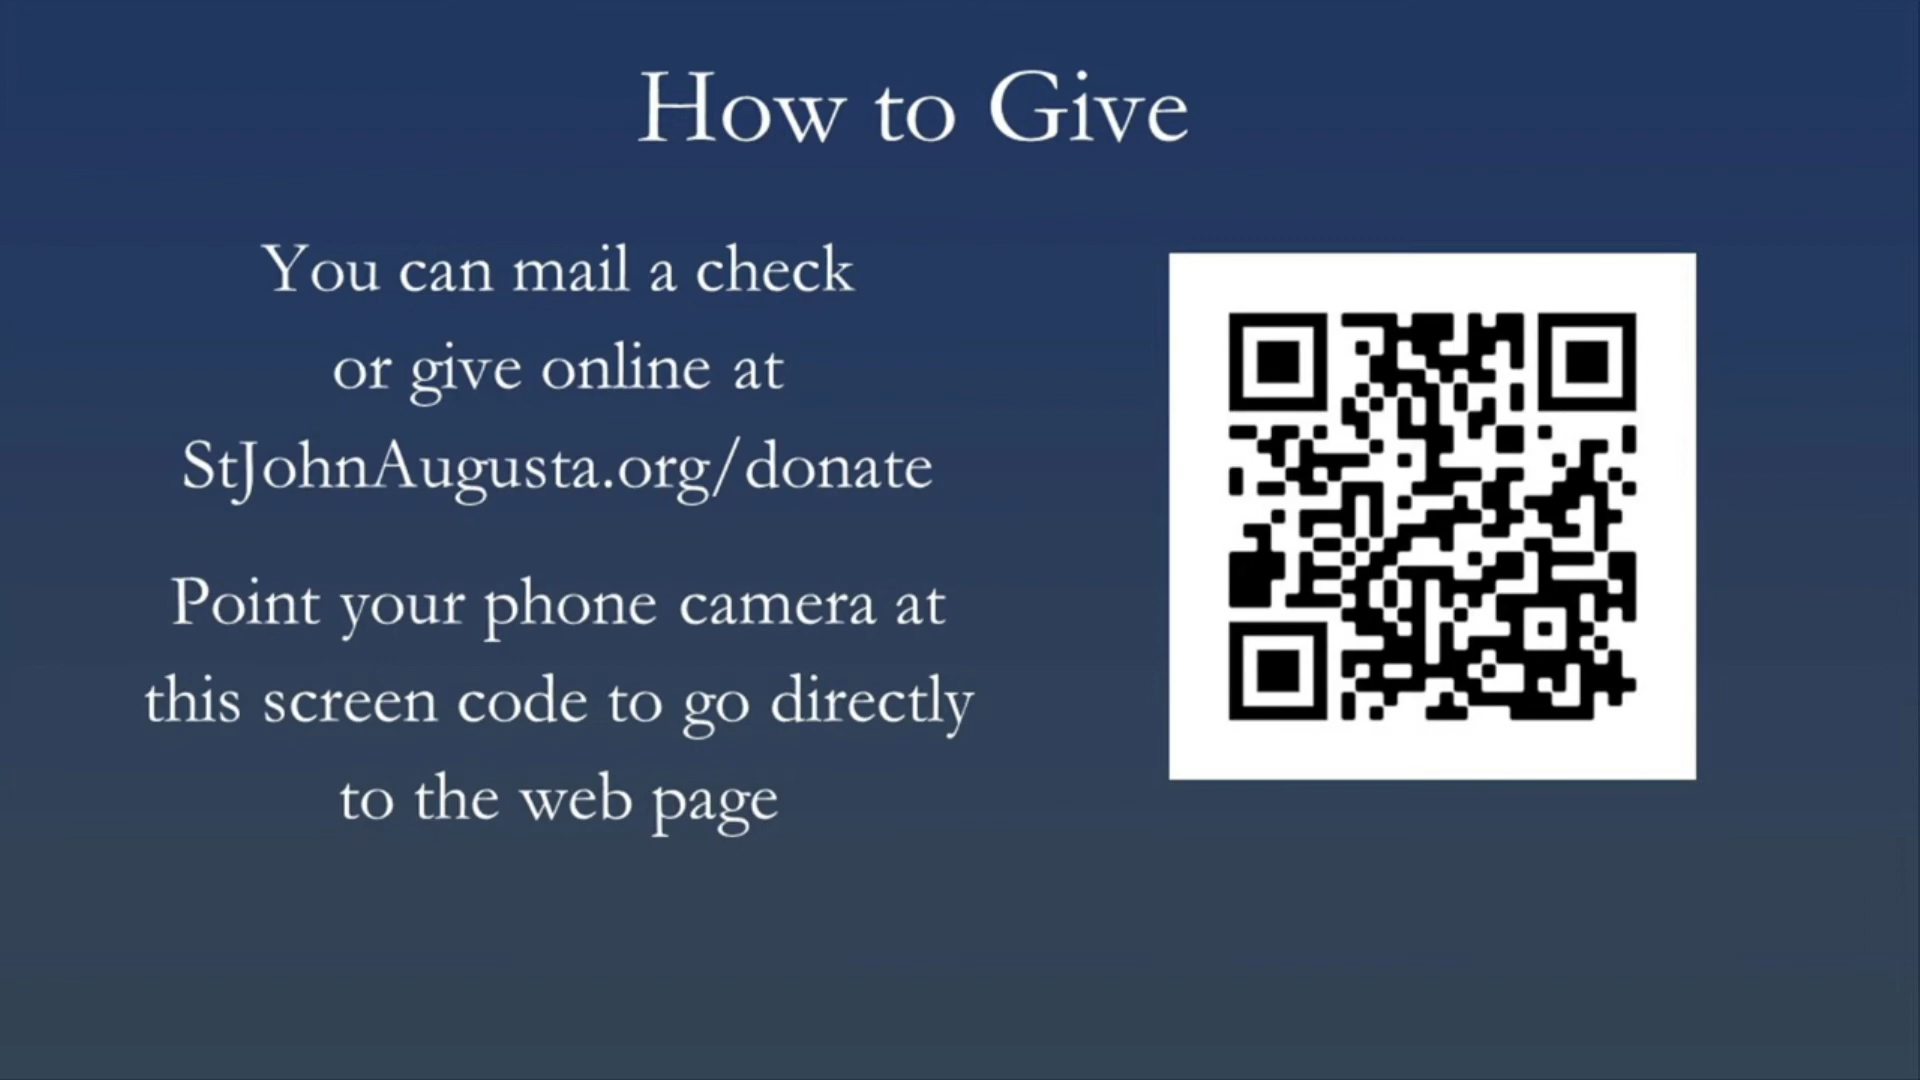 How to Give
You can mail a check
or give online at
StJohnAugusta.org/donate
Point your phone camera at
this screen code to go directly
to the web page